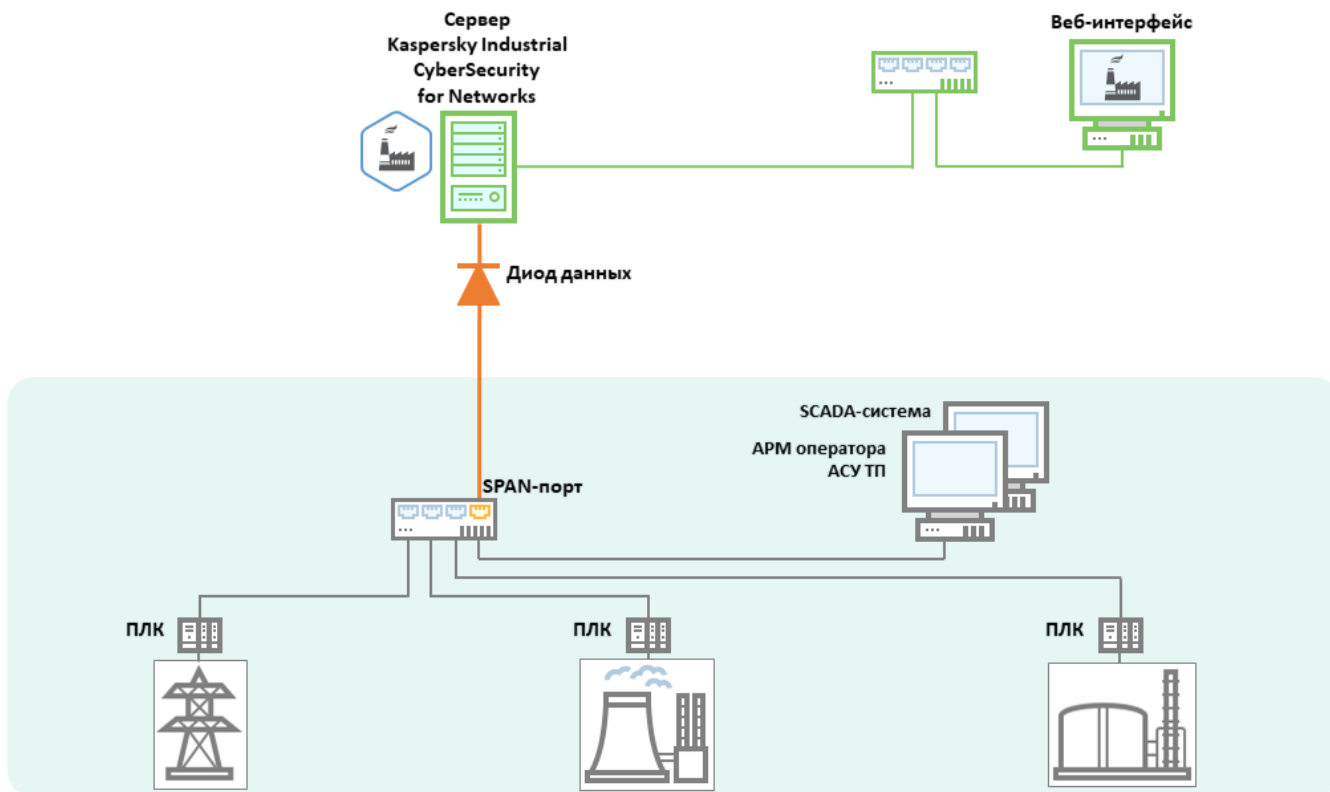 Сервер
Kaspersky Industrial
CyberSecurity
for Networks
Веб-интерфейс
Диод данных
SCADA-система
АРМ оператора
АСУ ТП
SPAN-порт
ПЛК
ПЛК
ПЛК